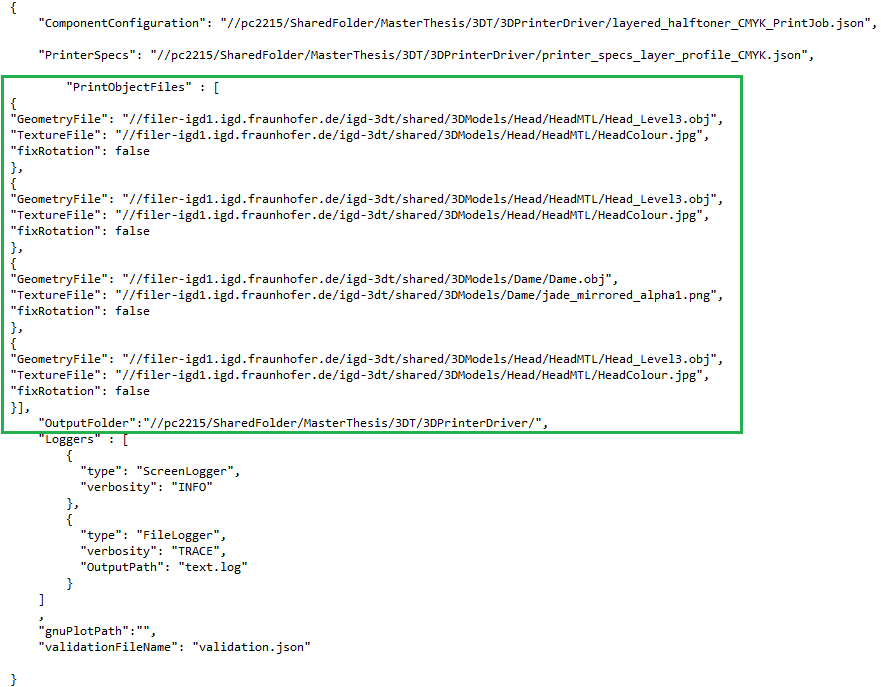 {
"ComponentConfiguration": "//pc2215/SharedFolder/MasterThesis/3DT/3DPrinterDriver/layered_halftoner_CMYK_PrintJob.json",
"PrinterSpecs": "//pc2215/SharedFolder/MasterThesis/3DT/3DPrinterDriver/printer_specs_layer_profile_CMYK.json",
"PrintObjectFiles" : [
{
"GeometryFile": "//filer-igd1.igd.fraunhofer.de/igd-3dt/shared/3DModels/Head/HeadMTL/Head_Level3.obj",
"TextureFile": "//filer-igd1.igd.fraunhofer.de/igd-3dt/shared/3DModels/Head/HeadMTL/HeadColour.jpg",
"fixRotation": false
},
{
"GeometryFile": "//filer-igd1.igd.fraunhofer.de/igd-3dt/shared/3DModels/Head/HeadMTL/Head_Level3.obj",
"TextureFile": "//filer-igd1.igd.fraunhofer.de/igd-3dt/shared/3DModels/Head/HeadMTL/HeadColour.jpg",
"fixRotation": false
},
{
"GeometryFile": "//filer-igd1.igd.fraunhofer.de/igd-3dt/shared/3DModels/Dame/Dame.obj",
"TextureFile": "//filer-igd1.igd.fraunhofer.de/igd-3dt/shared/3DModels/Dame/jade_mirrored_alpha1.png",
"fixRotation": false
},
{
"GeometryFile": "//filer-igd1.igd.fraunhofer.de/igd-3dt/shared/3DModels/Head/HeadMTL/Head_Level3.obj",
"TextureFile": "//filer-igd1.igd.fraunhofer.de/igd-3dt/shared/3DModels/Head/HeadMTL/HeadColour.jpg",
"fixRotation": false
}],
"OutputFolder":"//pc2215/SharedFolder/MasterThesis/3DT/3DPrinterDriver/",
"Loggers" : [
{
"type": "ScreenLogger",
"verbosity": "INFO"
},
{
"type": "FileLogger",
"verbosity": "TRACE",
"OutputPath": "text.log"
}
]
,
"gnuPlotPath":"",
"validationFileName": "validation.json"
}